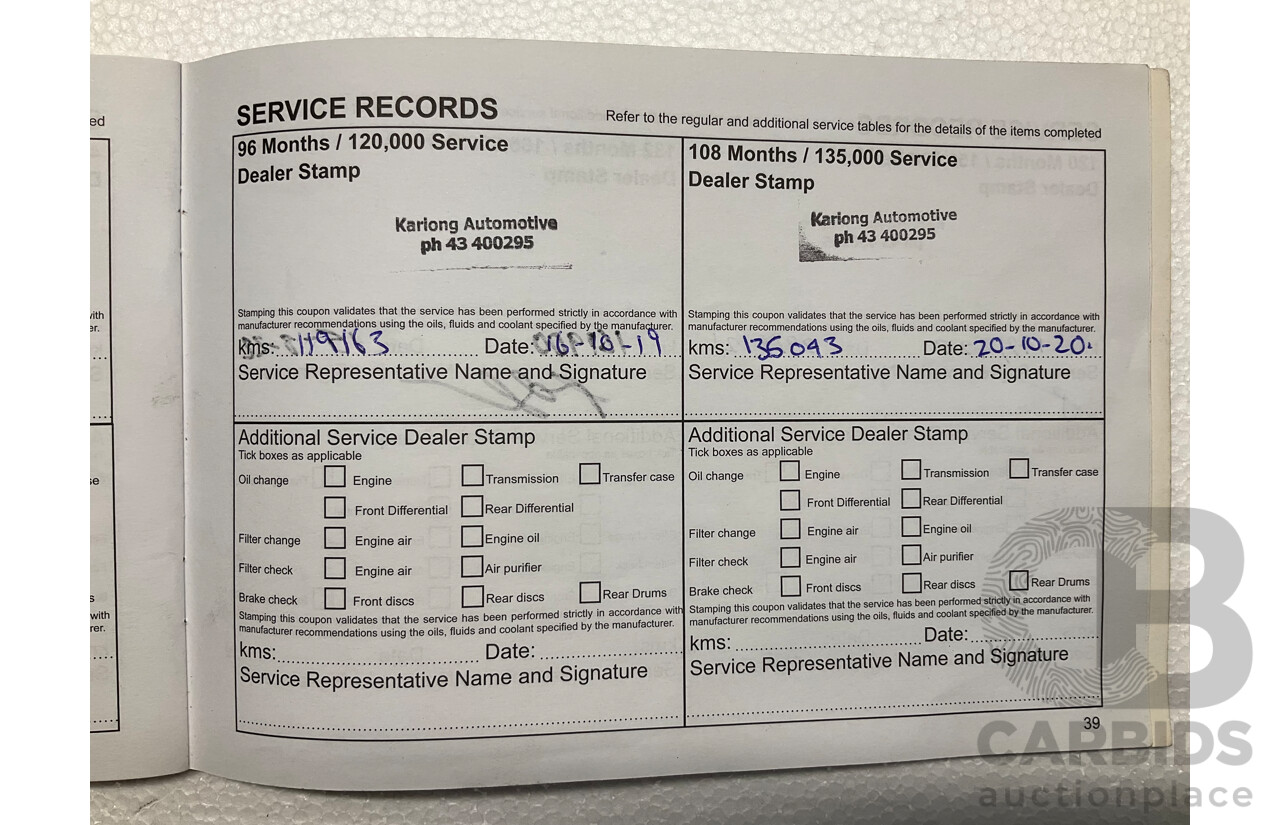 SERVICE RECORDS
Refer to the regular and additional service tables for the details of the items completed
96 Months / 120,000 Service
Dealer Stamp
Kariong Automotive
ph 43 400295
Stamping this coupon validates that the service has been performed strictly in accordance with
manufacturer recommendations using the oils, fluids and coolant specified by the manufacturer.
kms: 119163 Date: 16-10-19
Service Representative Name and Signature
Additional Service Dealer Stamp
Tick boxes as applicable
Oil change Engine Transmission Transfer case
Front Differential Rear Differential
Filter change Engine air Engine oil
Filter check Engine air Air purifier
Brake check Front discs Rear discs Rear Drums
Stamping this coupon validates that the service has been performed strictly in accordance with
manufacturer recommendations using the oils, fluids and coolant specified by the manufacturer.
kms: Date:
Service Representative Name and Signature
108 Months / 135,000 Service
Dealer Stamp
Kariong Automotive
ph 43 400295
Stamping this coupon validates that the service has been performed strictly in accordance with
manufacturer recommendations using the oils, fluids and coolant specified by the manufacturer.
kms: 135093 Date: 20-10-20
Service Representative Name and Signature
Additional Service Dealer Stamp
Tick boxes as applicable
Oil change Engine Transmission Transfer case
Front Differential Rear Differential
Filter change Engine air Engine oil
Filter check Engine air Air purifier
Brake check Front discs Rear discs Rear Drums
Stamping this coupon validates that the service has been performed strictly in accordance with
manufacturer recommendations using the oils, fluids and coolant specified by the manufacturer.
kms: Date:
Service Representative Name and Signature
39
CARBIDS
auctionplace